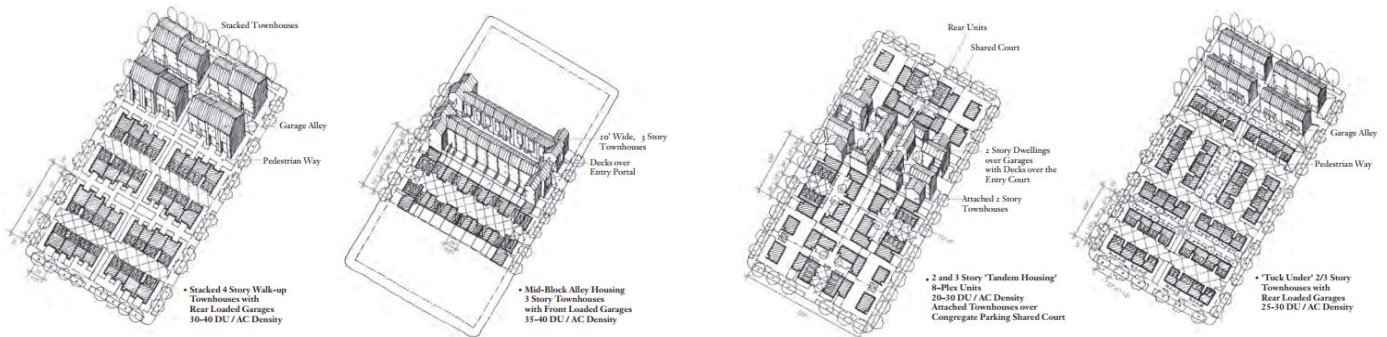 Stacked Townhouses
Garage Alley
Pedestrian Way
• Stacked 4 Story Walk-up
Townhouses with
Rear Loaded Garages
30-40 DU / AC Density
20' Wide, 3 Story
Townhouses
Decks over
Entry Portal
• Mid-Block Alley Housing
3 Story Townhouses
with Front Loaded Garages
35-40 DU / AC Density
Rear Units
Shared Court
2 Story Dwellings
over Garages
with Decks over the
Entry Court
Attached 2 Story
Townhouses
• 2 and 3 Story 'Tandem Housing'
8-Plex Units
20-30 DU / AC Density
Attached Townhouses over
Congregate Parking Shared Court
Garage Alley
Pedestrian Way
• 'Tuck Under' 2/3 Story
Townhouses with
Rear Loaded Garages
25-30 DU / AC Density